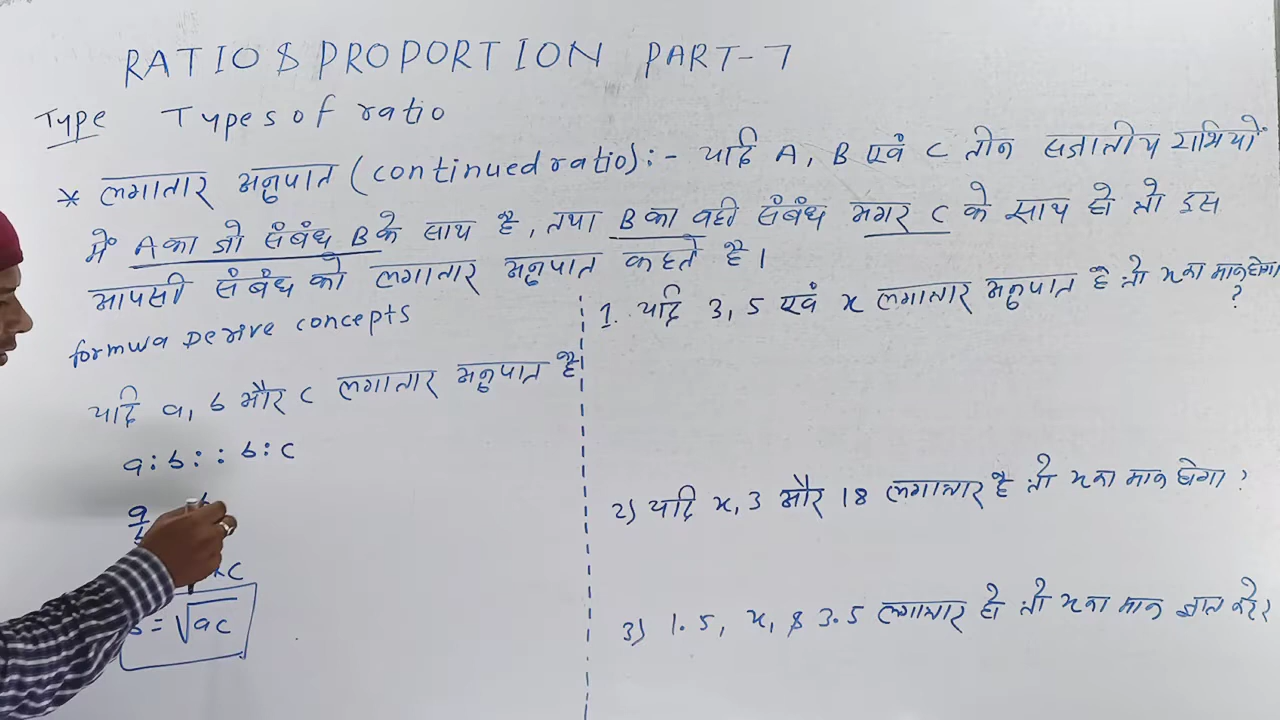 RATIO & PROPORTION PART-7
Type Types of ratio
* लगातार अनुपात (continued ratio):- यदि A, B एवं C तीन सजातीय राशियों
में A का जो संबंध B के साथ है, तथा B का वही संबंध अगर C के साथ हो तो इस
आपसी संबंध को लगातार अनुपात कहते है।
formula Derive concepts
यदि a, b और c लगातार अनुपात है
a:b::b:c
a
b = √ac
1. यदि 3, 5 एवं x लगातार अनुपात है तो x का मान होगा
?
2) यदि x, 3 और 18 लगातार है तो x का मान होगा ?
3) 1.5, x, & 3.5 लगातार हो तो x का मान ज्ञात करे?